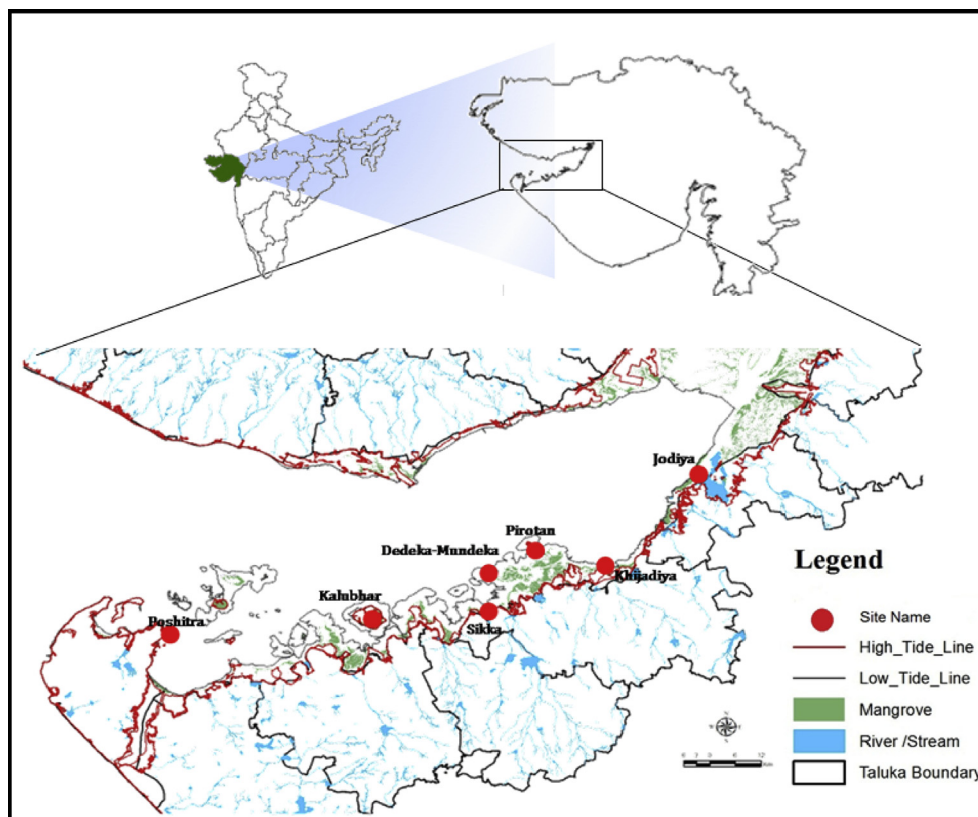 Jodiya
Pirotan
Dedeka-Mundeka
Khijadiya
Kalubhar
Sikka
Poshitra
Legend
Site Name
High_Tide_Line
Low_Tide_Line
Mangrove
River /Stream
Taluka Boundary